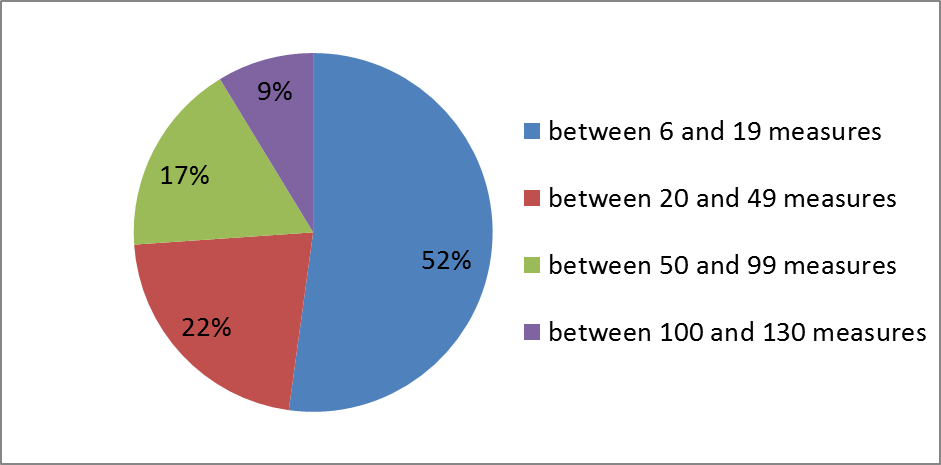 9%
17%
52%
22%
between 6 and 19 measures
between 20 and 49 measures
between 50 and 99 measures
between 100 and 130 measures